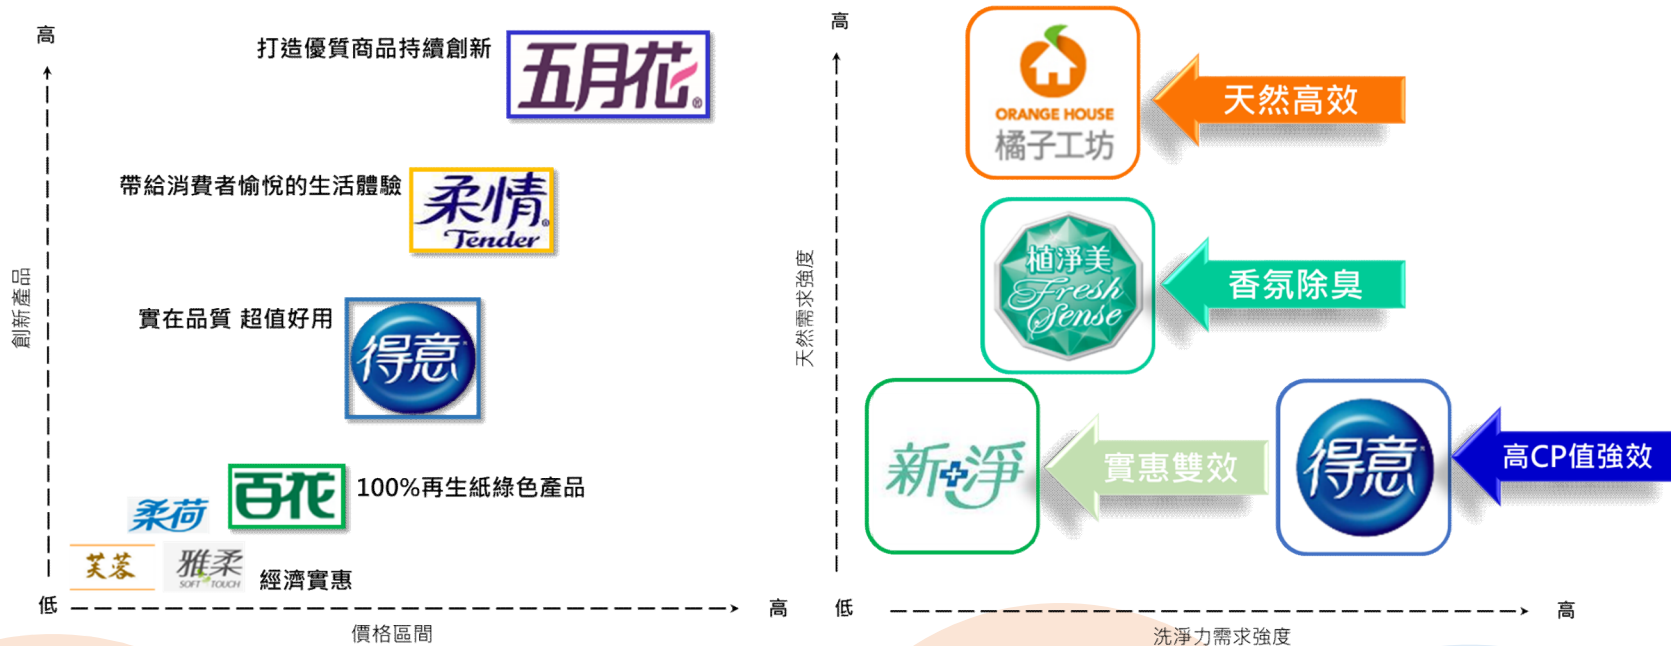 高
打造優質商品持續創新
五月花®
帶給消費者愉悅的生活體驗
柔情®
Tender
創新產品
實在品質 超值好用
得意
百花
100%再生紙綠色產品
柔荷
芙蓉
雅柔
SOFT TOUCH
經濟實惠
低
高
價格區間
高
ORANGE HOUSE
橘子工坊
天然高效
植淨美
Fresh
Sense
香氛除臭
天然需求強度
新淨
實惠雙效
得意
高CP值強效
低
高
洗淨力需求強度